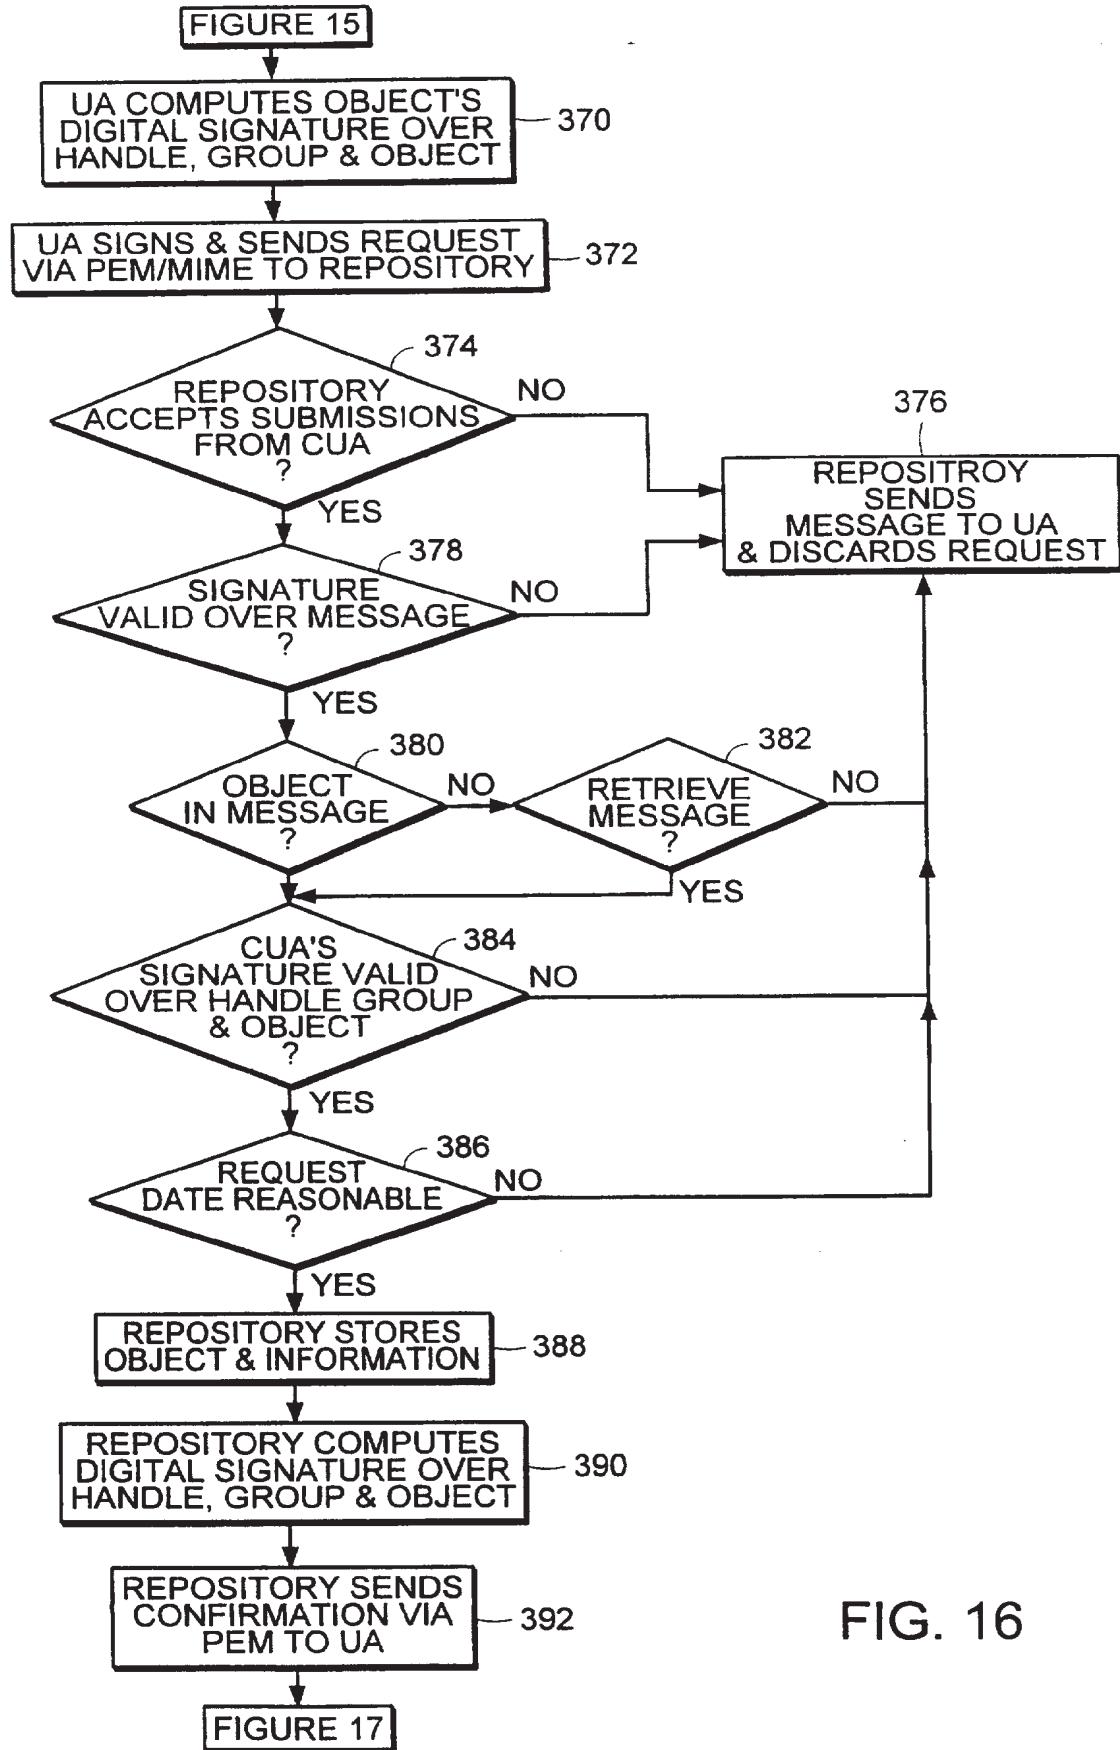 FIGURE 15
UA COMPUTES OBJECT'S
DIGITAL SIGNATURE OVER
HANDLE, GROUP & OBJECT
370
UA SIGNS & SENDS REQUEST
VIA PEM/MIME TO REPOSITORY
372
374
REPOSITORY
ACCEPTS SUBMISSIONS
FROM CUA
?
NO
YES
376
REPOSITROY
SENDS
MESSAGE TO UA
& DISCARDS REQUEST
378
SIGNATURE
VALID OVER MESSAGE
?
NO
YES
380
OBJECT
IN MESSAGE
?
NO
382
RETRIEVE
MESSAGE
?
NO
YES
384
CUA'S
SIGNATURE VALID
OVER HANDLE GROUP
& OBJECT
?
NO
YES
386
REQUEST
DATE REASONABLE
?
NO
YES
REPOSITORY STORES
OBJECT & INFORMATION
388
REPOSITORY COMPUTES
DIGITAL SIGNATURE OVER
HANDLE, GROUP & OBJECT
390
REPOSITORY SENDS
CONFIRMATION VIA
PEM TO UA
392
FIGURE 17
FIG. 16